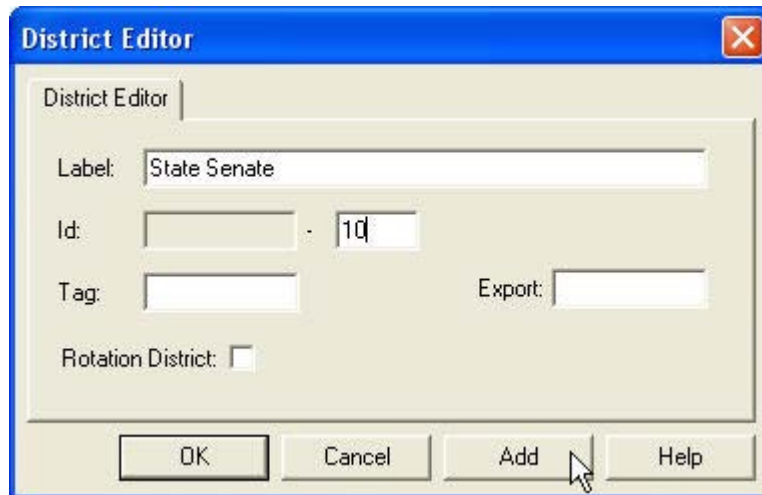 District Editor
District Editor
Label: State Senate
Id: - 10
Tag: Export:
Rotation District:
OK Cancel Add Help